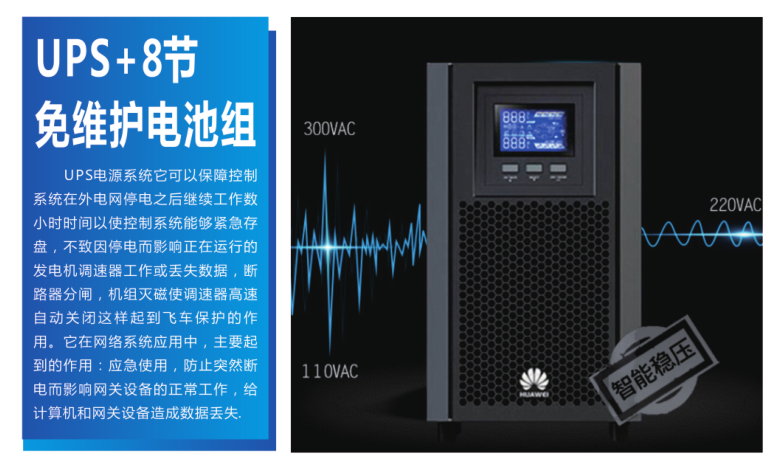 UPS+8节
免维护电池组
UPS电源系统它可以保障控制
系统在外电网停电之后继续工作数
小时时间以使控制系统能够紧急存
盘，不致因停电而影响正在运行的
发电机调速器工作或丢失数据，断
路器分闸，机组灭磁使调速器高速
自动关闭这样起到飞车保护的作
用。它在网络系统应用中，主要起
到的作用：应急使用，防止突然断
电而影响网关设备的正常工作，给
计算机和网关设备造成数据丢失.
300VAC
220VAC
110VAC
智能稳压
HUAWEI